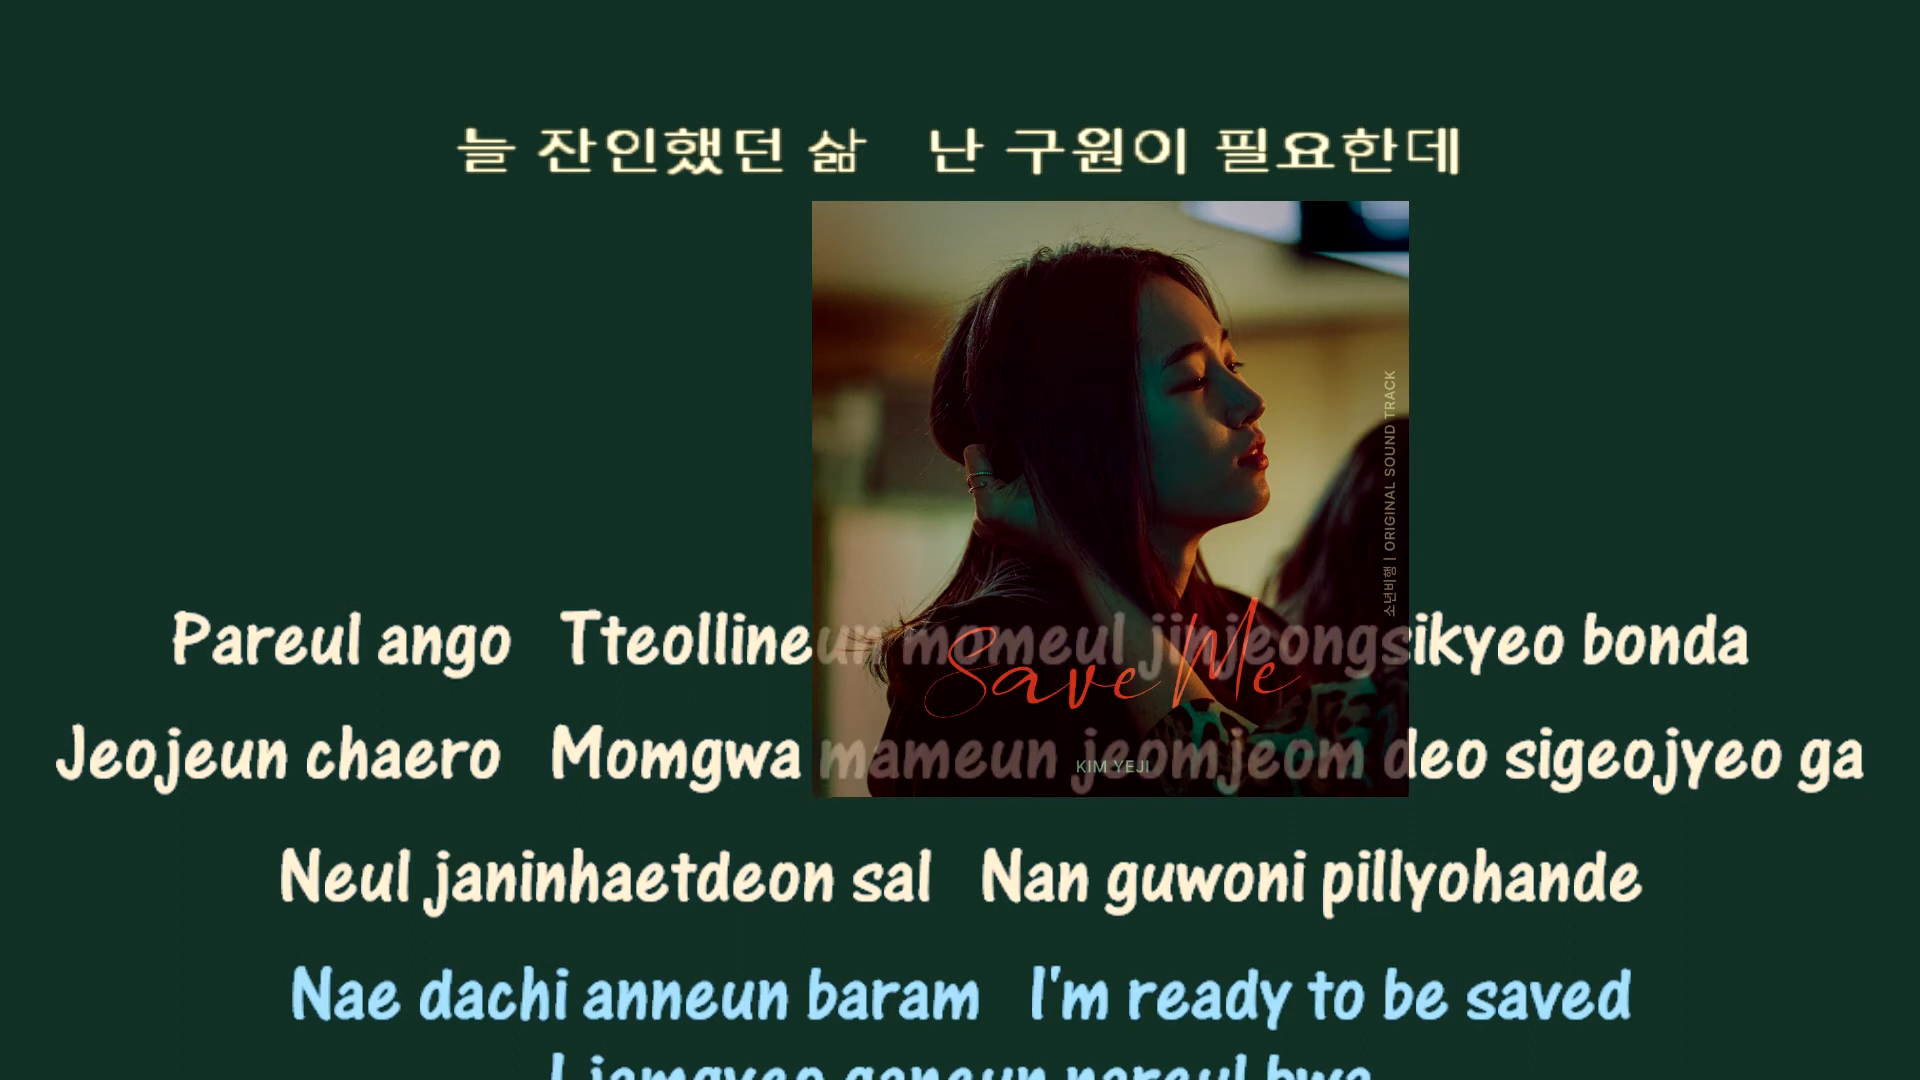 늘 잔인했던 삶 난 구원이 필요한데
소년비행 | ORIGINAL SOUND TRACK
Pareul ango Tteollineun momeul jinjeongsikyeo bonda
Save Me
Jeojeun chaero Momgwa mameun jeomjeom deo sigeojyeo ga
KIM YEJI
Neul janinhaetdeon sal Nan guwoni pillyohande
Nae dachi anneun baram I'm ready to be saved